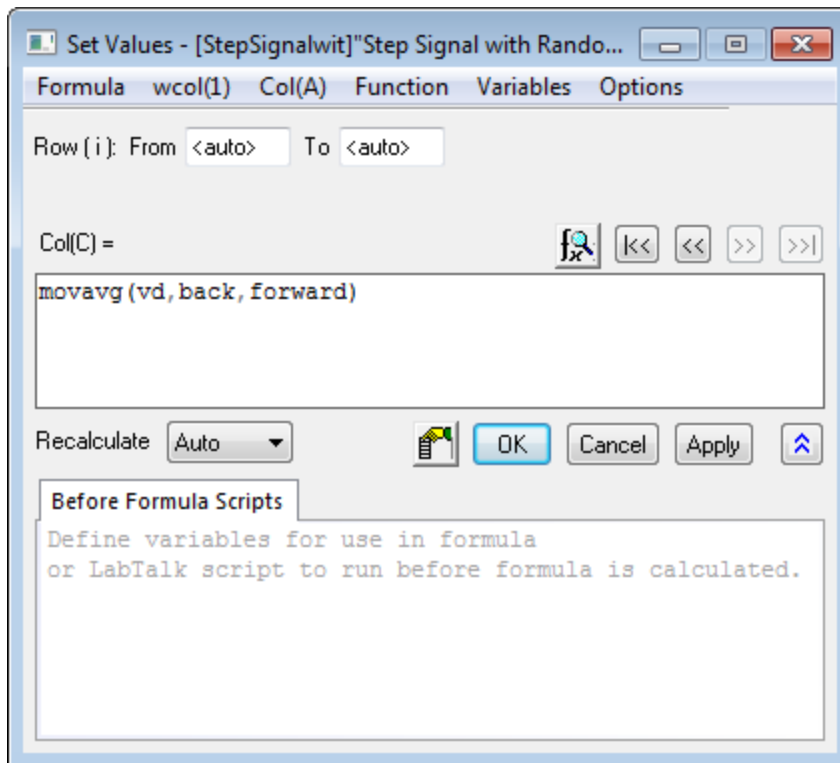 Set Values - [StepSignalwit]"Step Signal with Rando...
Formula wcol(1) Col(A) Function Variables Options
Row ( i ): From <auto> To <auto>
Col(C) =
|<< << >> >>|
movavg(vd,back,forward)
Recalculate Auto OK Cancel Apply
Before Formula Scripts
Define variables for use in formula
or LabTalk script to run before formula is calculated.